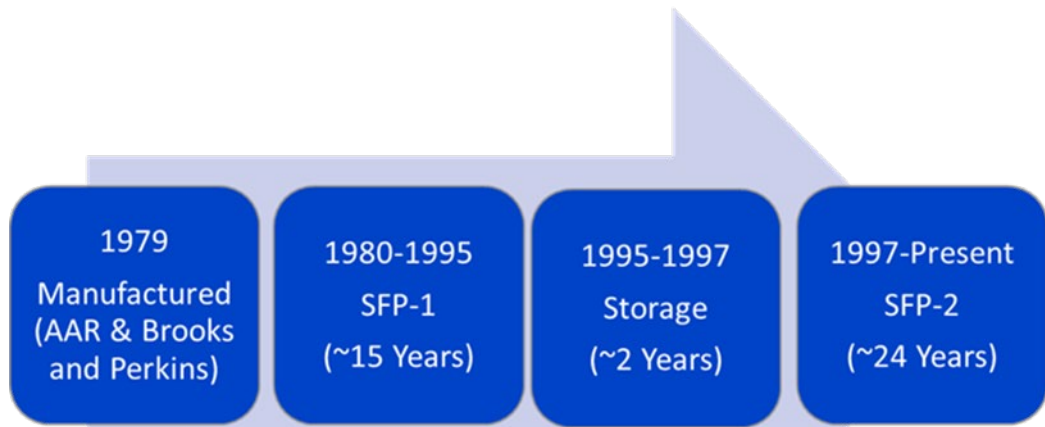 1979
Manufactured
(AAR & Brooks
and Perkins)
1980-1995
SFP-1
(~15 Years)
1995-1997
Storage
(~2 Years)
1997-Present
SFP-2
(~24 Years)